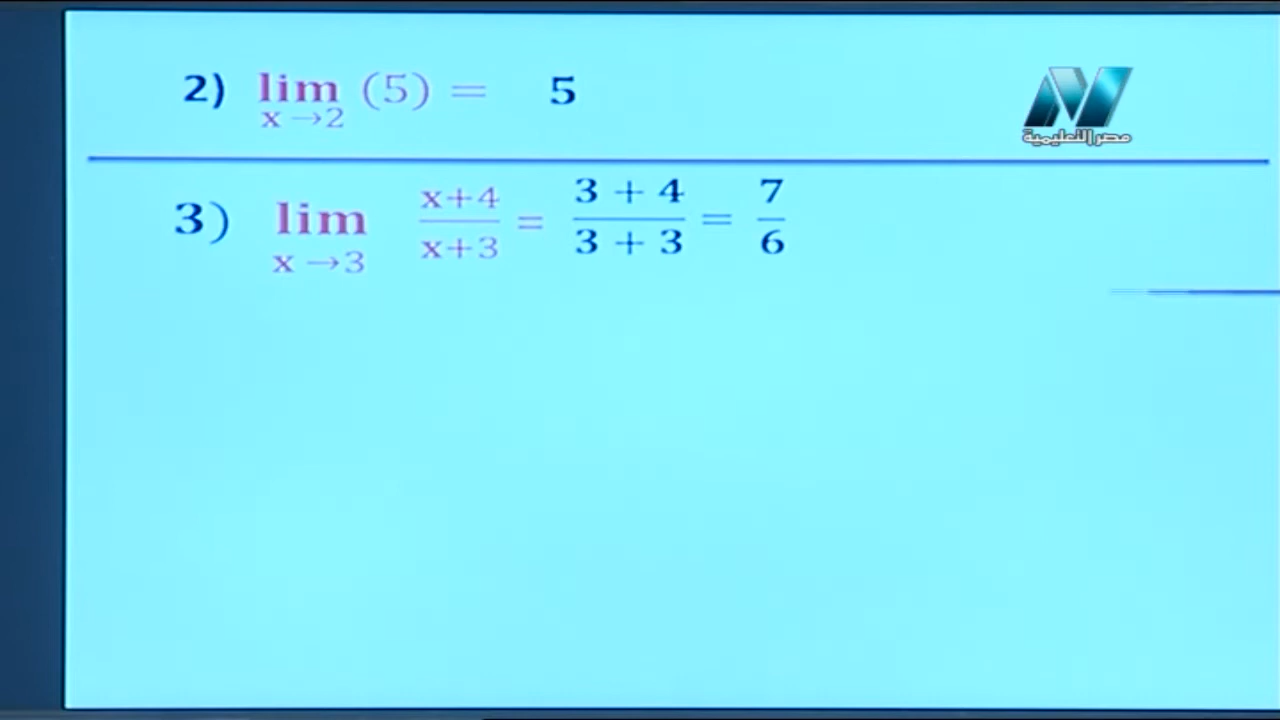 2) lim x→2 (5) = 5
مصر التعليمية
3) lim x→3 x+4/x+3 = 3 + 4/3 + 3 = 7/6